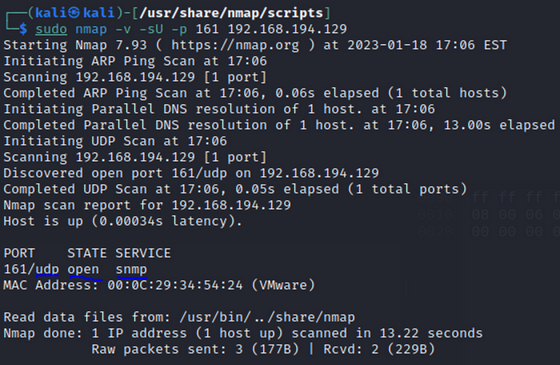 (kali㉿kali)-[/usr/share/nmap/scripts]
$ sudo nmap -v -sU -p 161 192.168.194.129
Starting Nmap 7.93 ( https://nmap.org ) at 2023-01-18 17:06 EST
Initiating ARP Ping Scan at 17:06
Scanning 192.168.194.129 [1 port]
Completed ARP Ping Scan at 17:06, 0.06s elapsed (1 total hosts)
Initiating Parallel DNS resolution of 1 host. at 17:06
Completed Parallel DNS resolution of 1 host. at 17:06, 13.00s elapsed
Initiating UDP Scan at 17:06
Scanning 192.168.194.129 [1 port]
Discovered open port 161/udp on 192.168.194.129
Completed UDP Scan at 17:06, 0.05s elapsed (1 total ports)
Nmap scan report for 192.168.194.129
Host is up (0.00034s latency).
PORT    STATE SERVICE
161/udp open  snmp
MAC Address: 00:0C:29:34:54:24 (VMware)
Read data files from: /usr/bin/../share/nmap
Nmap done: 1 IP address (1 host up) scanned in 13.22 seconds
Raw packets sent: 3 (177B) | Rcvd: 2 (229B)